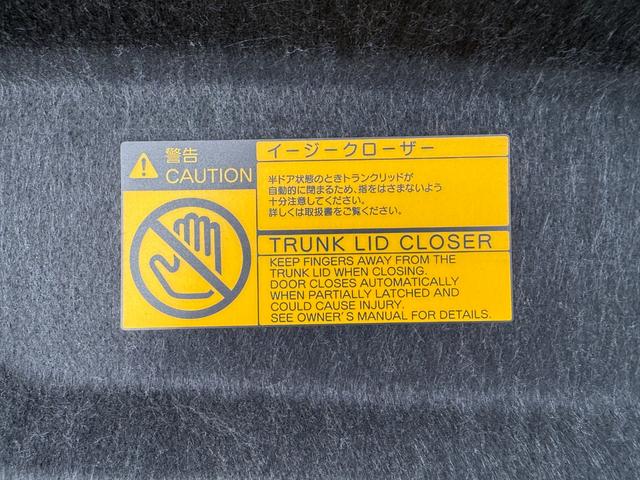 警告
CAUTION
イージークローザー
半ドア状態のときトランクリッドが
自動的に閉まるため、指をはさまないよう
十分注意してください。
詳しくは取扱書をご覧ください。
TRUNK LID CLOSER
KEEP FINGERS AWAY FROM THE
TRUNK LID WHEN CLOSING.
DOOR CLOSES AUTOMATICALLY
WHEN PARTIALLY LATCHED AND
COULD CAUSE INJURY.
SEE OWNER'S MANUAL FOR DETAILS.